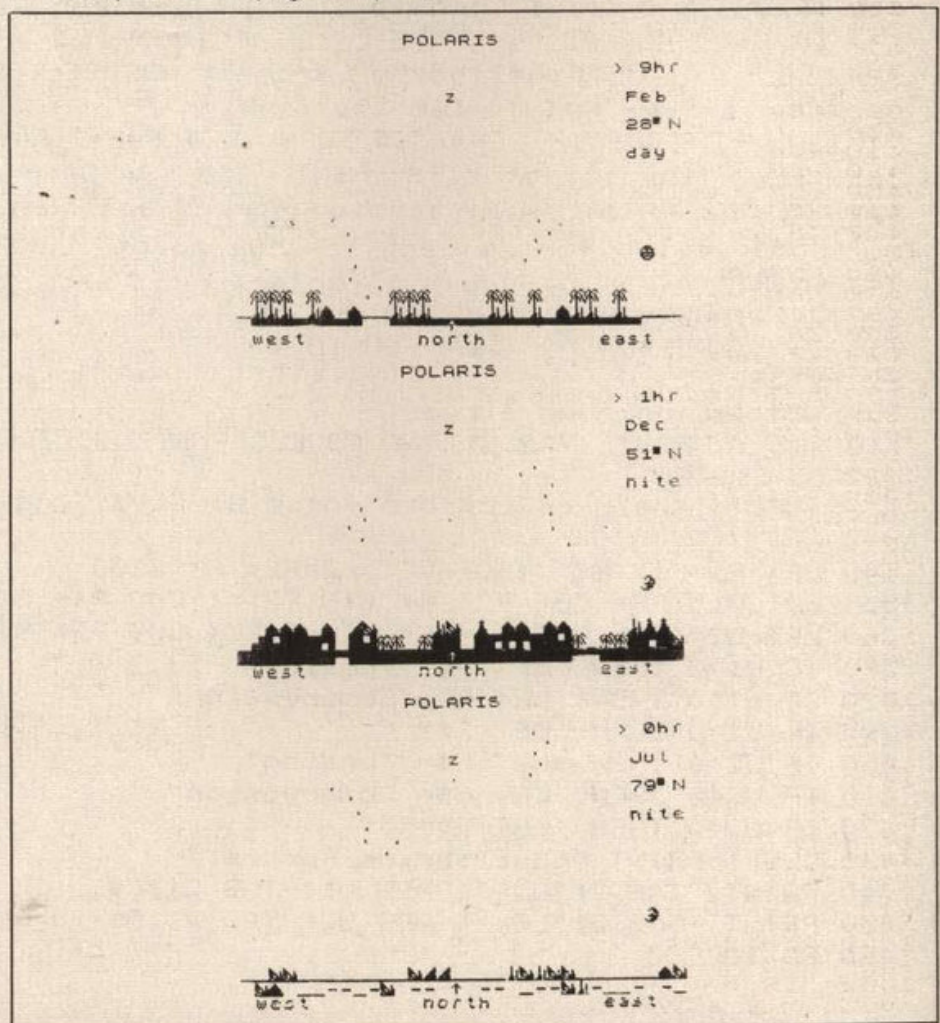 POLARIS
> 9hr
z Feb
28° N
day
west north east
POLARIS
> 1hr
z Dec
51° N
nite
west north east
POLARIS
> 0hr
z Jul
79° N
nite
west north east